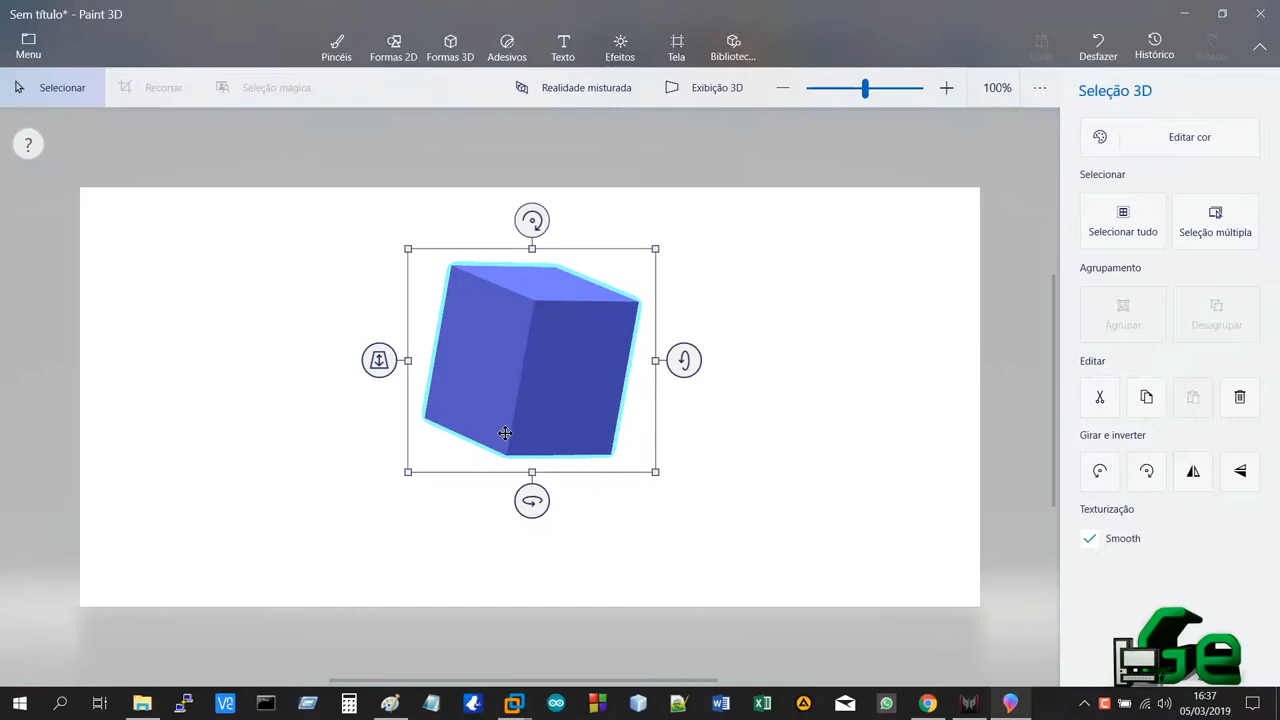 Sem título* - Paint 3D
Menu
Pincéis
Formas 2D
Formas 3D
Adesivos
Texto
Efeitos
Tela
Bibliotec...
Desfazer
Histórico
Selecionar
Recortar
Seleção mágica
Realidade misturada
Exibição 3D
100%
Seleção 3D
?
Editar cor
Selecionar
Selecionar tudo
Seleção múltipla
Agrupamento
Agrupar
Desagrupar
Editar
Girar e inverter
Texturização
Smooth
Ge
16:37
05/03/2019